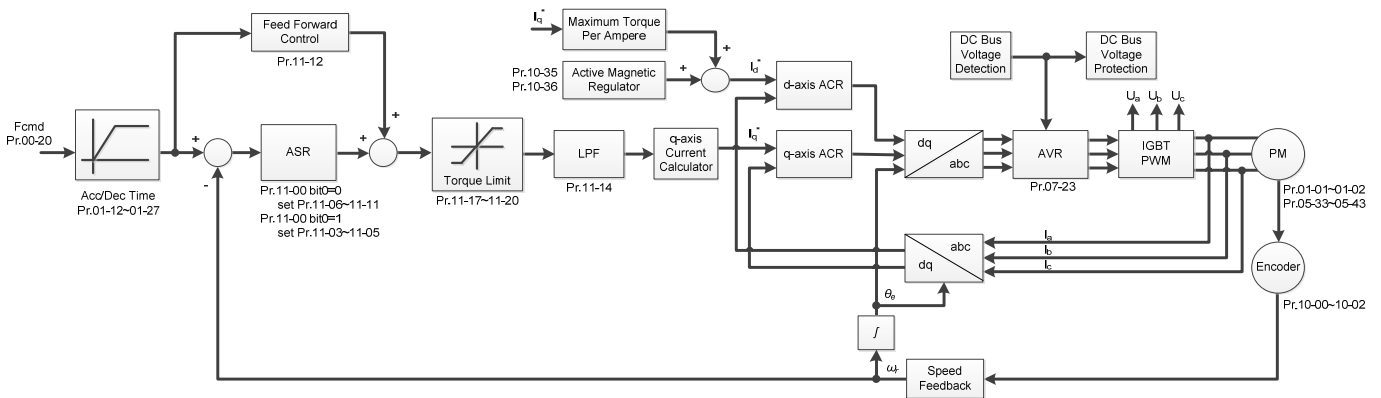 Feed Forward
Control
Pr.11-12
Iq*
Maximum Torque
Per Ampere
+
Pr.10-35
Pr.10-36
Active Magnetic
Regulator
+
Id*
d-axis ACR
DC Bus
Voltage
Detection
DC Bus
Voltage
Protection
Ua
Ub
Uc
Fcmd
Pr.00-20
Acc/Dec Time
Pr.01-12~01-27
+
-
ASR
Pr.11-00 bit0=0
set Pr.11-06~11-11
Pr.11-00 bit0=1
set Pr.11-03~11-05
+
+
Torque Limit
Pr.11-17~11-20
LPF
Pr.11-14
q-axis
Current
Calculator
Iq*
q-axis ACR
dq
abc
AVR
Pr.07-23
IGBT
PWM
PM
Pr.01-01~01-02
Pr.05-33~05-43
abc
dq
Ia
Ib
Ic
Encoder
Pr.10-00~10-02
θe
∫
ωr
Speed
Feedback